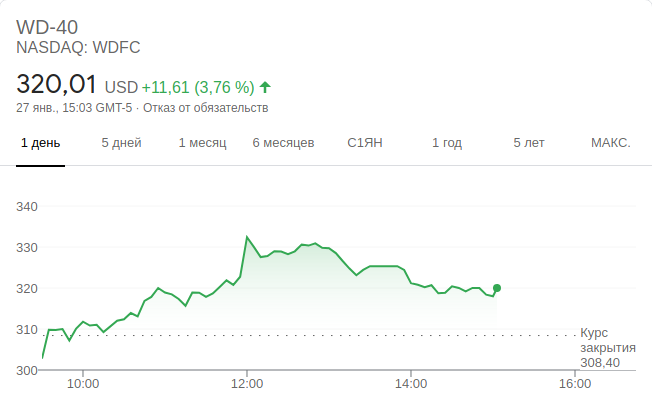 WD-40
NASDAQ: WDFC
320,01 USD +11,61 (3,76 %)
27 янв., 15:03 GMT-5 · Отказ от обязательств
1 день 5 дней 1 месяц 6 месяцев С1ЯН 1 год 5 лет МАКС.
340
330
320
310
Курс
закрытия
308,40
300
10:00 12:00 14:00 16:00